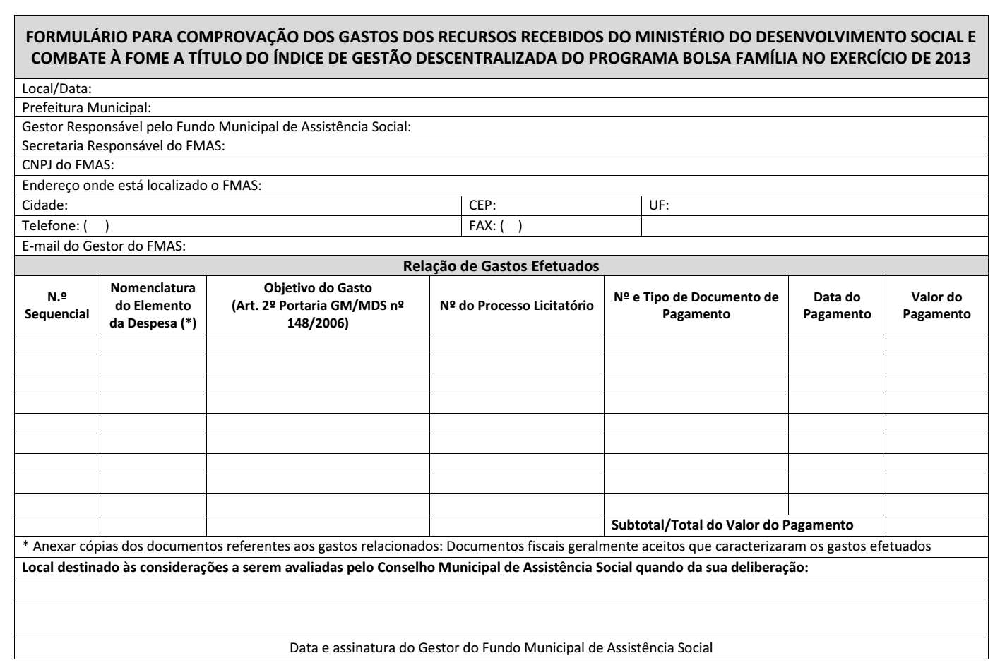 FORMULÁRIO PARA COMPROVAÇÃO DOS GASTOS DOS RECURSOS RECEBIDOS DO MINISTÉRIO DO DESENVOLVIMENTO SOCIAL E
COMBATE À FOME A TÍTULO DO ÍNDICE DE GESTÃO DESCENTRALIZADA DO PROGRAMA BOLSA FAMÍLIA NO EXERCÍCIO DE 2013
Local/Data:
Prefeitura Municipal:
Gestor Responsável pelo Fundo Municipal de Assistência Social:
Secretaria Responsável do FMAS:
CNPJ do FMAS:
Endereço onde está localizado o FMAS:
Cidade: CEP: UF:
Telefone: ( ) FAX: ( )
E-mail do Gestor do FMAS:
Relação de Gastos Efetuados
N.º
Sequencial
Nomenclatura
do Elemento
da Despesa (*)
Objetivo do Gasto
(Art. 2º Portaria GM/MDS nº
148/2006)
Nº do Processo Licitatório
Nº e Tipo de Documento de
Pagamento
Data do
Pagamento
Valor do
Pagamento
Subtotal/Total do Valor do Pagamento
* Anexar cópias dos documentos referentes aos gastos relacionados: Documentos fiscais geralmente aceitos que caracterizaram os gastos efetuados
Local destinado às considerações a serem avaliadas pelo Conselho Municipal de Assistência Social quando da sua deliberação:
Data e assinatura do Gestor do Fundo Municipal de Assistência Social